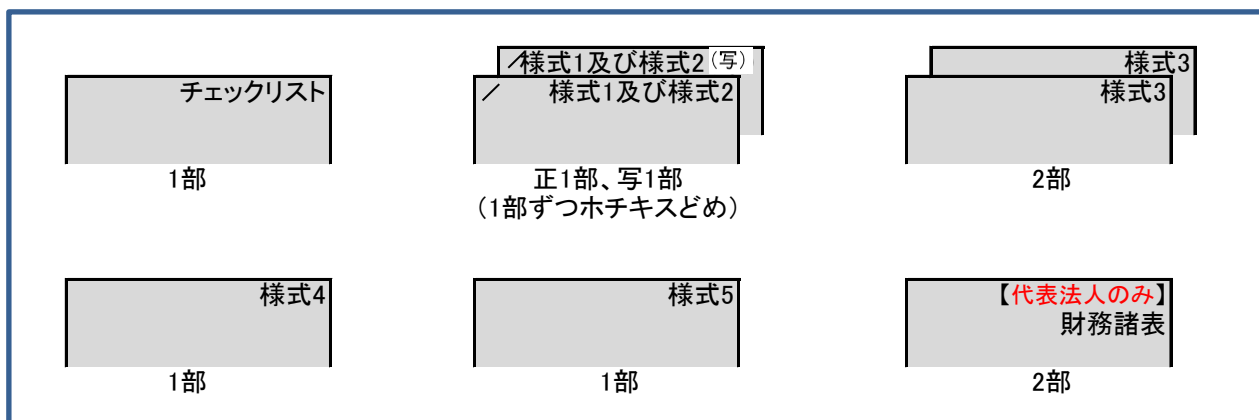 チェックリスト
1部
様式1及び様式2 (写)
様式1及び様式2
正1部、写1部
(1部ずつホチキスどめ)
様式3
様式3
2部
様式4
1部
様式5
1部
【代表法人のみ】
財務諸表
2部